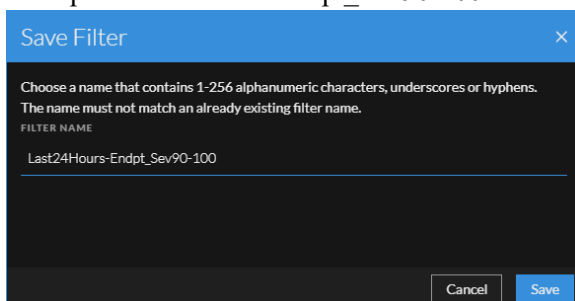 Save Filter ×
Choose a name that contains 1-256 alphanumeric characters, underscores or hyphens.
The name must not match an already existing filter name.
FILTER NAME
Last24Hours-Endpt_Sev90-100
Cancel Save